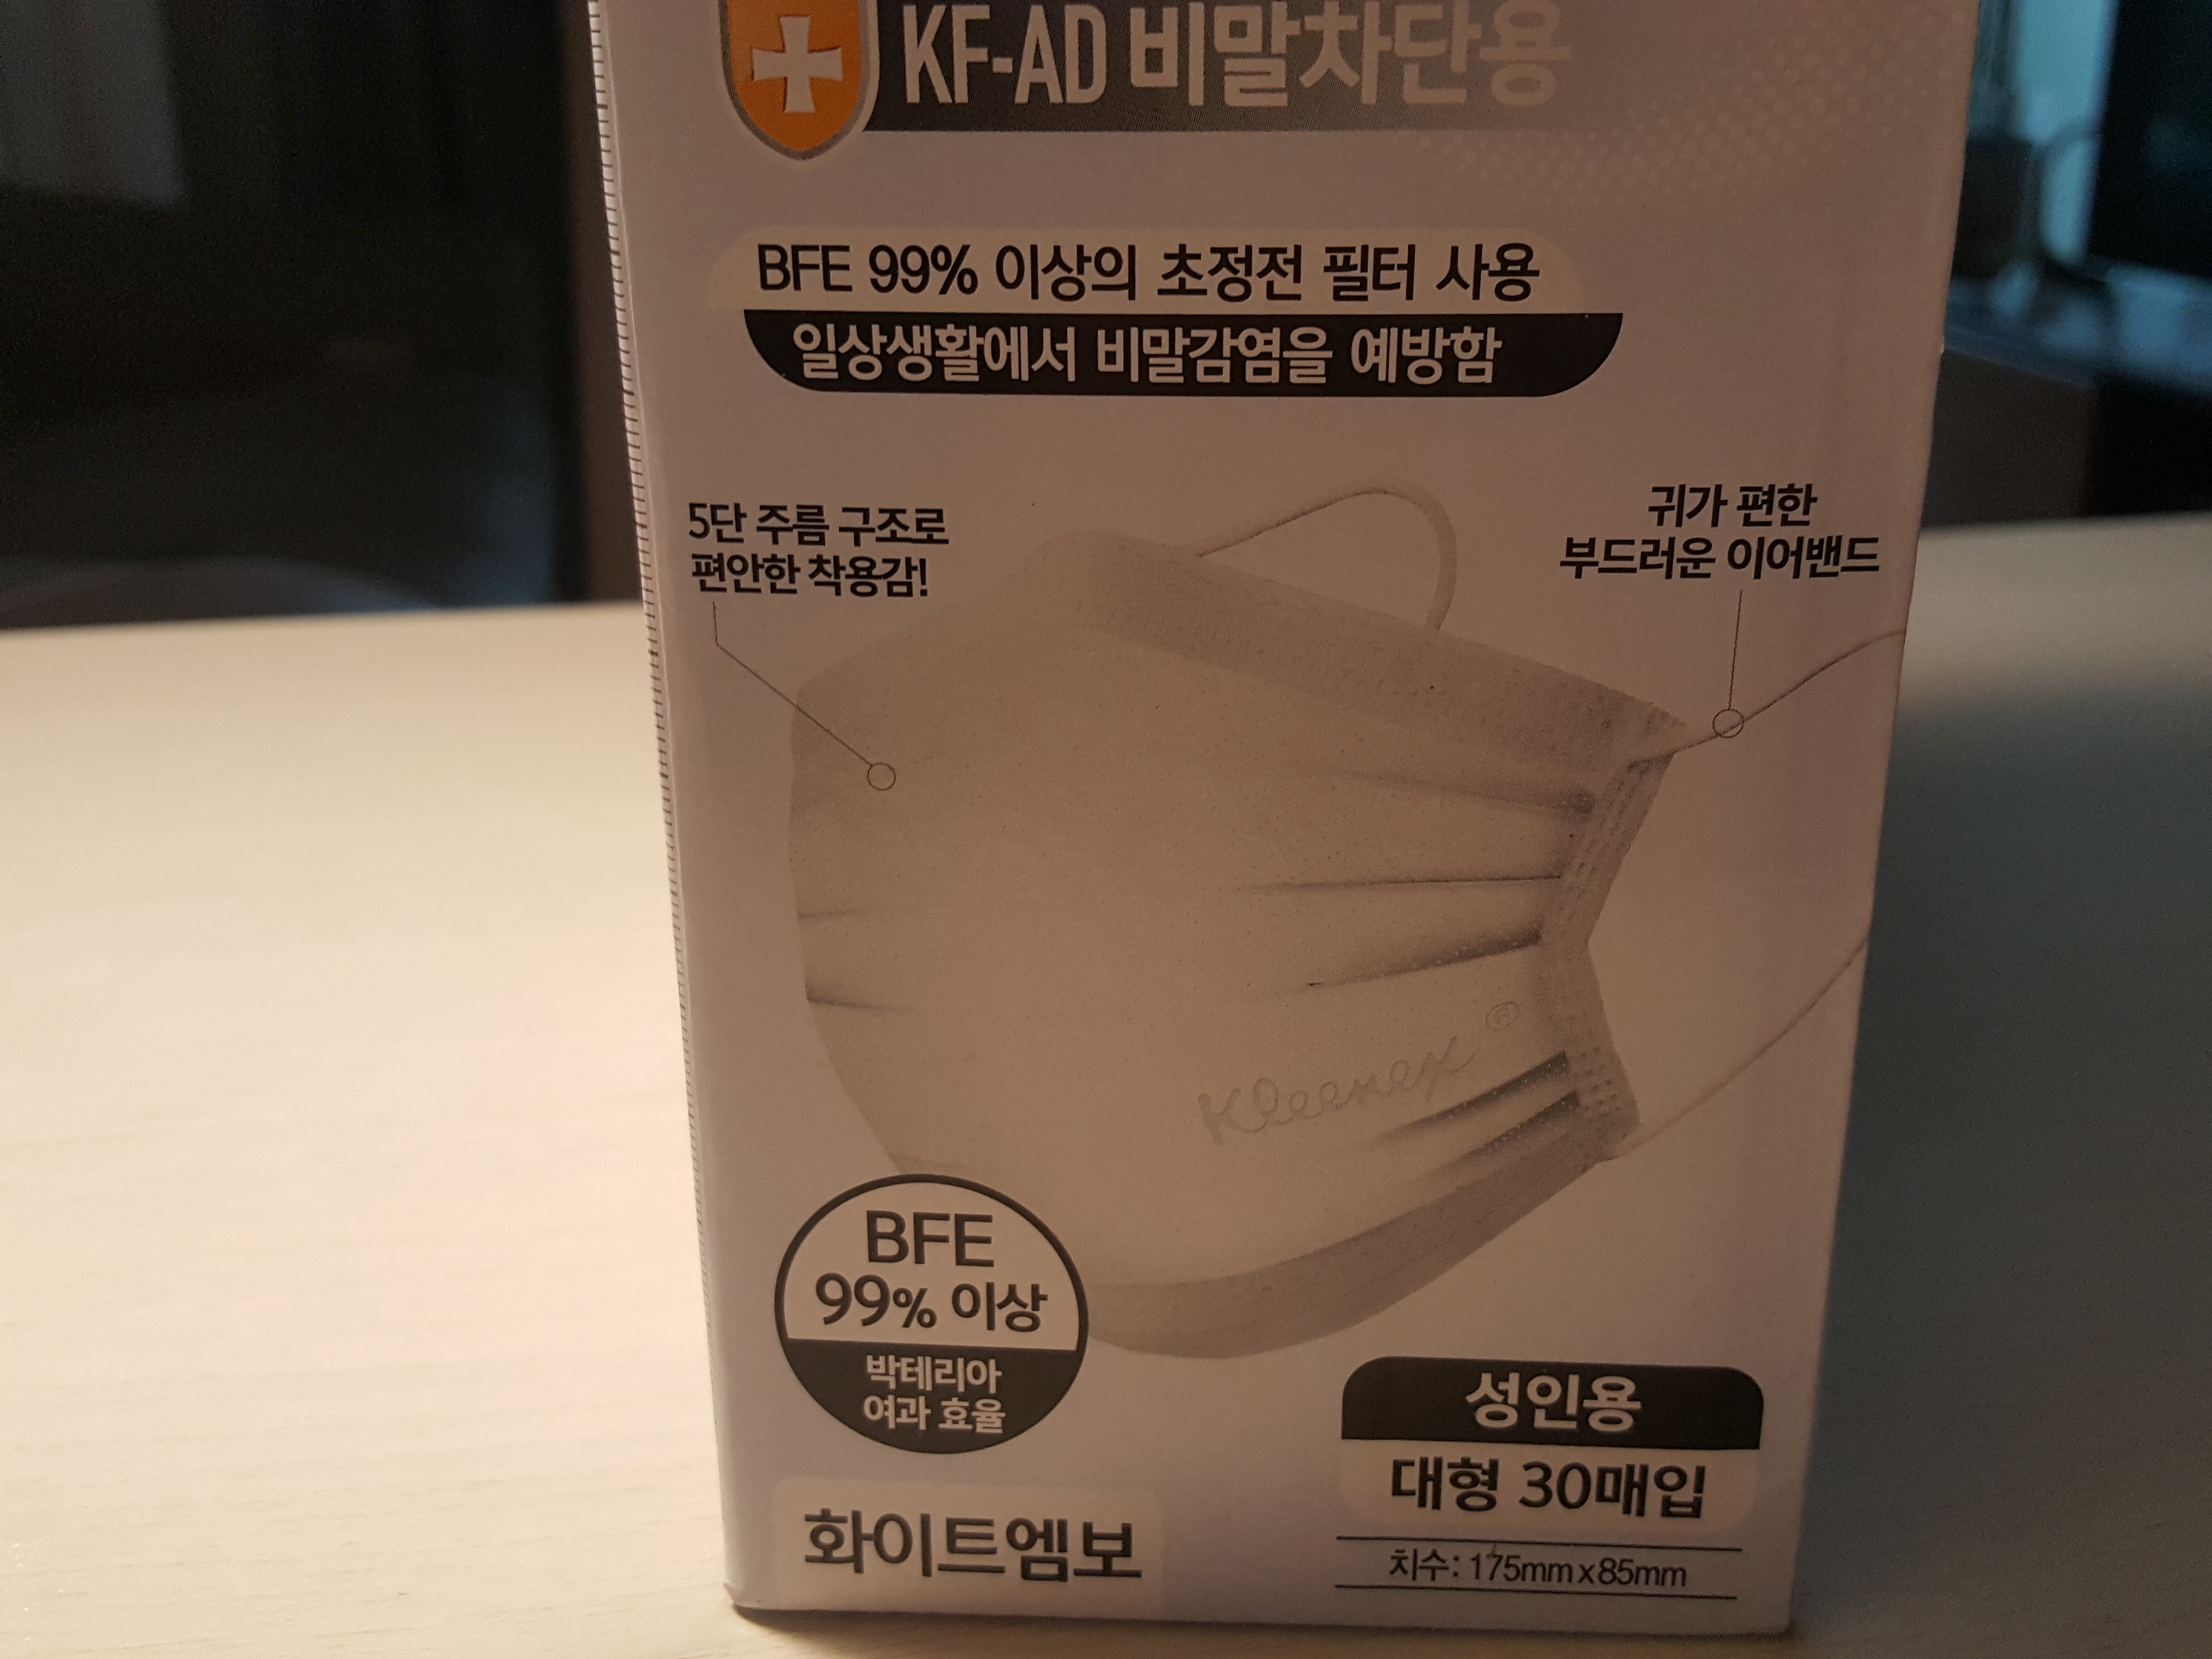 KF-AD 비말차단용
BFE 99% 이상의 초정전 필터 사용
일상생활에서 비말감염을 예방함
5단 주름 구조로
편안한 착용감!
귀가 편한
부드러운 이어밴드
Kleenex®
BFE
99% 이상
박테리아
여과 효율
성인용
대형 30매입
치수: 175mm x 85mm
화이트엠보